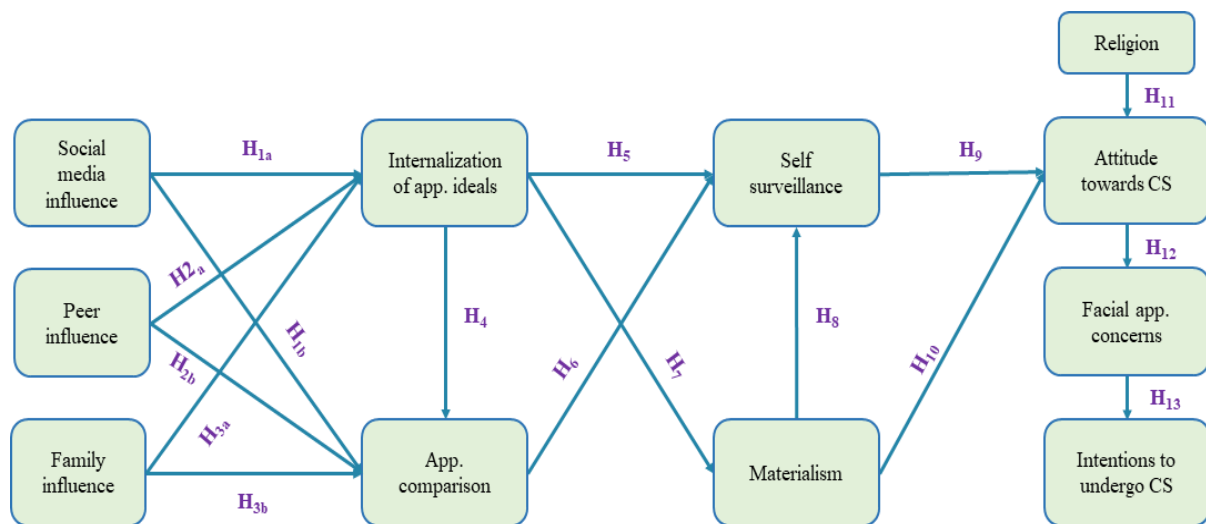 Religion
H11
Social
media
influence
H1a
Internalization
of app. ideals
H5
Self
surveillance
H9
Attitude
towards CS
H2a
H12
Peer
influence
H1b
H4
H8
Facial app.
concerns
H2b
H6
H7
H10
H3a
H13
Family
influence
H3b
App.
comparison
Materialism
Intentions to
undergo CS